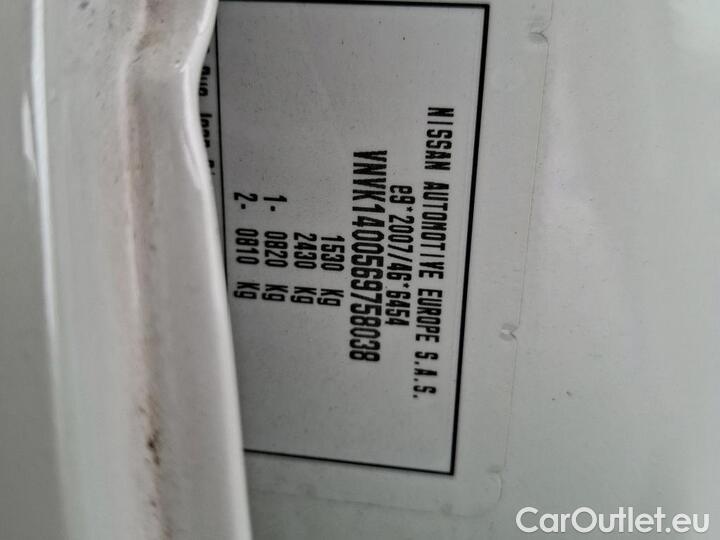 NISSAN AUTOMOTIVE EUROPE S.A.S.
e9*2007/46*6454
VNVK1400569758038
1530 Kg
2430 Kg
1- 0820 Kg
2- 0810 Kg
CarOutlet.eu